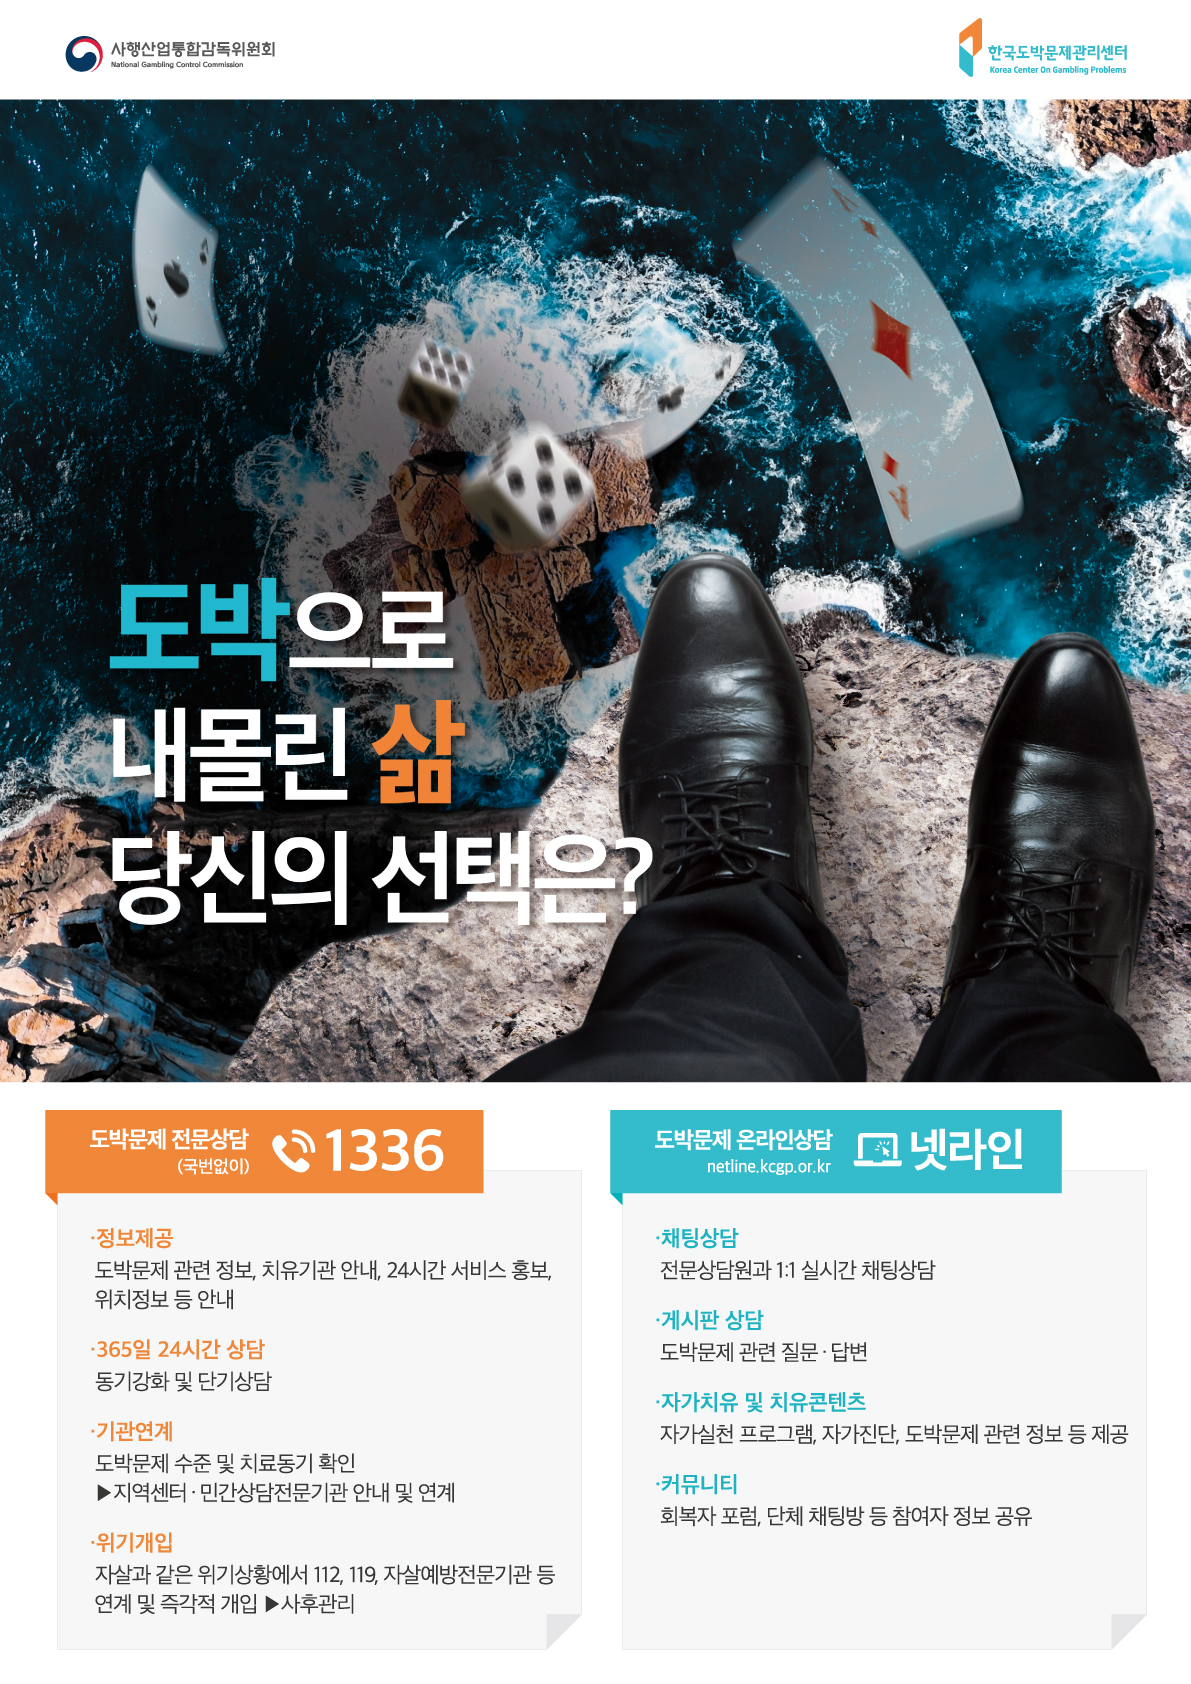 사행산업통합감독위원회
National Gambling Control Commission
한국도박문제관리센터
Korea Center On Gambling Problems
도박으로
내몰린 삶
당신의 선택은?
도박문제 전문상담
(국번없이)
1336
·정보제공
도박문제 관련 정보, 치유기관 안내, 24시간 서비스 홍보,
위치정보 등 안내
·365일 24시간 상담
동기강화 및 단기상담
·기관연계
도박문제 수준 및 치료동기 확인
▶지역센터 · 민간상담전문기관 안내 및 연계
·위기개입
자살과 같은 위기상황에서 112, 119, 자살예방전문기관 등
연계 및 즉각적 개입 ▶사후관리
도박문제 온라인상담
netline.kcgp.or.kr
넷라인
·채팅상담
전문상담원과 1:1 실시간 채팅상담
·게시판 상담
도박문제 관련 질문 · 답변
·자가치유 및 치유콘텐츠
자가실천 프로그램, 자가진단, 도박문제 관련 정보 등 제공
·커뮤니티
회복자 포럼, 단체 채팅방 등 참여자 정보 공유